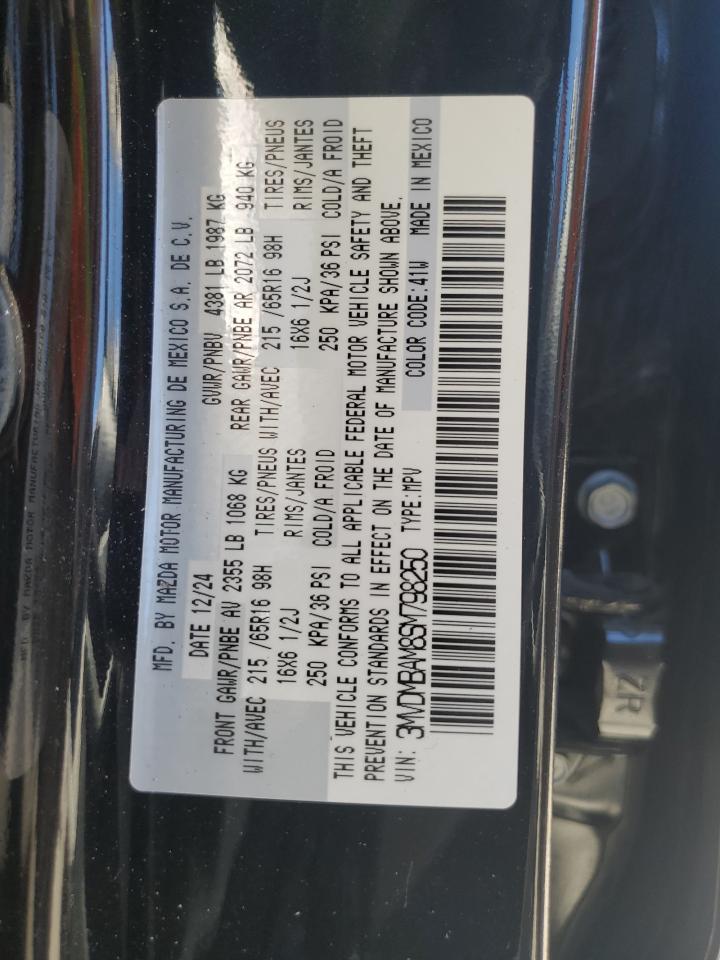 MFD. BY MAZDA MOTOR MANUFACTURING DE MEXICO S.A. DE C.V.
DATE 12/24 GVWR/PNBV 4381 LB 1987 KG
FRONT GAWR/PNBE AV 2355 LB 1068 KG REAR GAWR/PNBE AR 2072 LB 940 KG
WITH/AVEC 215 /65R16 98H TIRES/PNEUS WITH/AVEC 215 /65R16 98H TIRES/PNEUS
16X6 1/2J RIMS/JANTES 16X6 1/2J RIMS/JANTES
250 KPA/36 PSI COLD/A FROID 250 KPA/36 PSI COLD/A FROID
THIS VEHICLE CONFORMS TO ALL APPLICABLE FEDERAL MOTOR VEHICLE SAFETY AND THEFT
PREVENTION STANDARDS IN EFFECT ON THE DATE OF MANUFACTURE SHOWN ABOVE.
VIN: 3MVDMBAM8SM798250 TYPE:MPV COLOR CODE:41W MADE IN MEXICO
ZR